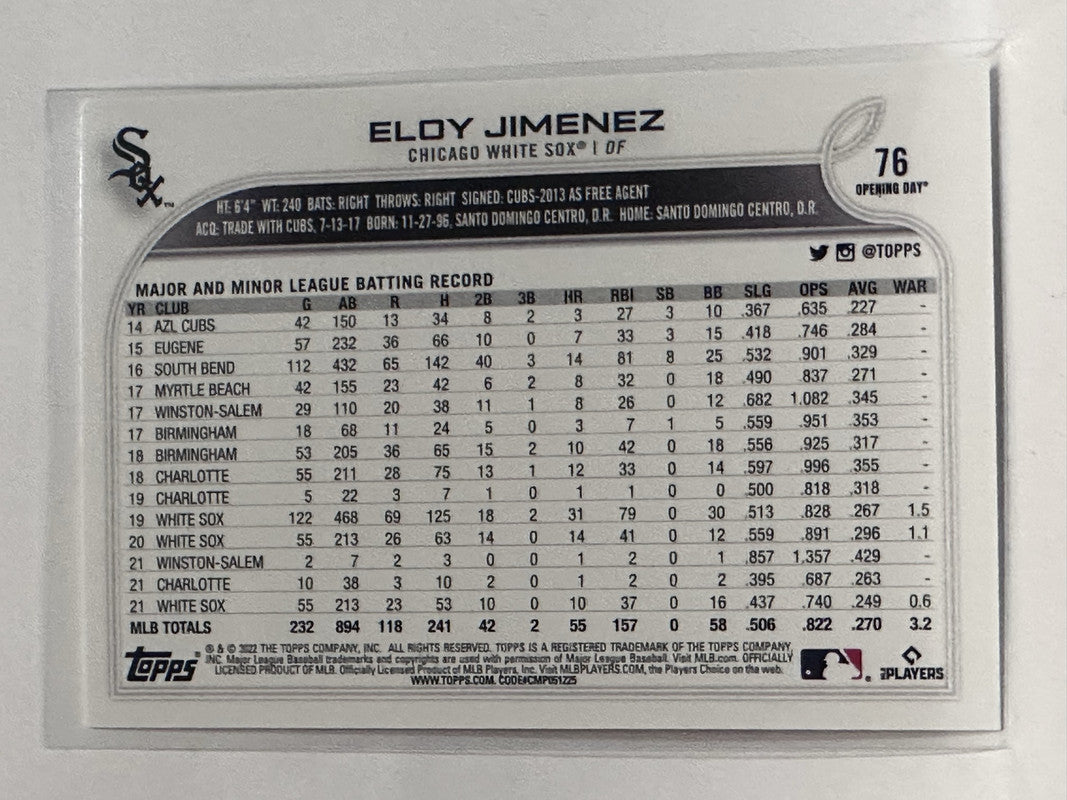 Sox™
ELOY JIMENEZ
CHICAGO WHITE SOX® | OF
76
OPENING DAY®
HT: 6'4" WT: 240 BATS: RIGHT THROWS: RIGHT SIGNED: CUBS-2013 AS FREE AGENT
ACQ: TRADE WITH CUBS, 7-13-17 BORN: 11-27-96, SANTO DOMINGO CENTRO, D.R. HOME: SANTO DOMINGO CENTRO, D.R.
@TOPPS
MAJOR AND MINOR LEAGUE BATTING RECORD
YR CLUB G AB R H 2B 3B HR RBI SB BB SLG OPS AVG WAR
14 AZL CUBS 42 150 13 34 8 2 3 27 3 10 .367 .635 .227 -
15 EUGENE 57 232 36 66 10 0 7 33 3 15 .418 .746 .284 -
16 SOUTH BEND 112 432 65 142 40 3 14 81 8 25 .532 .901 .329 -
17 MYRTLE BEACH 42 155 23 42 6 2 8 32 0 18 .490 .837 .271 -
17 WINSTON-SALEM 29 110 20 38 11 1 8 26 0 12 .682 1.082 .345 -
17 BIRMINGHAM 18 68 11 24 5 0 3 7 1 5 .559 .951 .353 -
18 BIRMINGHAM 53 205 36 65 15 2 10 42 0 18 .556 .925 .317 -
18 CHARLOTTE 55 211 28 75 13 1 12 33 0 14 .597 .996 .355 -
19 CHARLOTTE 5 22 3 7 1 0 1 1 0 0 .500 .818 .318 -
19 WHITE SOX 122 468 69 125 18 2 31 79 0 30 .513 .828 .267 1.5
20 WHITE SOX 55 213 26 63 14 0 14 41 0 12 .559 .891 .296 1.1
21 WINSTON-SALEM 2 7 2 3 0 0 1 2 0 1 .857 1.357 .429 -
21 CHARLOTTE 10 38 3 10 2 0 1 2 0 2 .395 .687 .263 -
21 WHITE SOX 55 213 23 53 10 0 10 37 0 16 .437 .740 .249 0.6
MLB TOTALS 232 894 118 241 42 2 55 157 0 58 .506 .822 .270 3.2
Topps®
® & © 2022 THE TOPPS COMPANY, INC. ALL RIGHTS RESERVED. TOPPS IS A REGISTERED TRADEMARK OF THE TOPPS COMPANY,
INC. Major League Baseball trademarks and copyrights are used with permission of Major League Baseball. Visit MLB.com. OFFICIALLY
LICENSED PRODUCT OF MLB Players, Inc. Visit MLBPLAYERS.COM, the Players Choice on the web.
WWW.TOPPS.COM. CODE#CMP051225
MLB PLAYERS